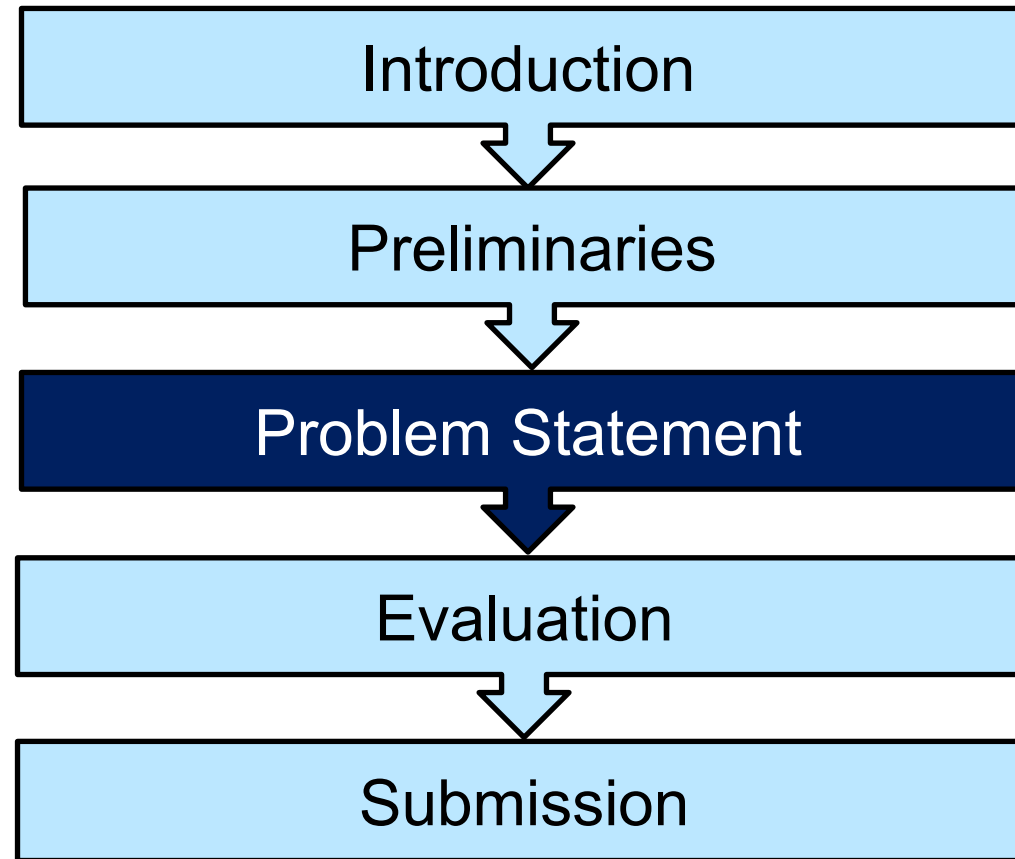 Introduction
Preliminaries
Problem Statement
Evaluation
Submission